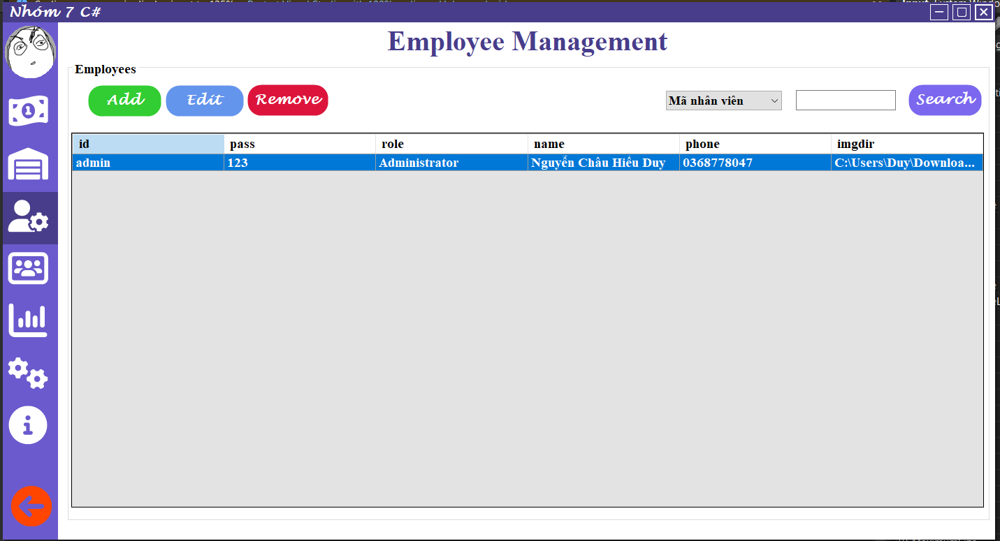 Nhóm 7 C#
Employee Management
Employees
Add Edit Remove Mã nhân viên Search
id pass role name phone imgdir
admin 123 Administrator Nguyễn Châu Hiếu Duy 0368778047 C:\Users\Duy\Downloa...